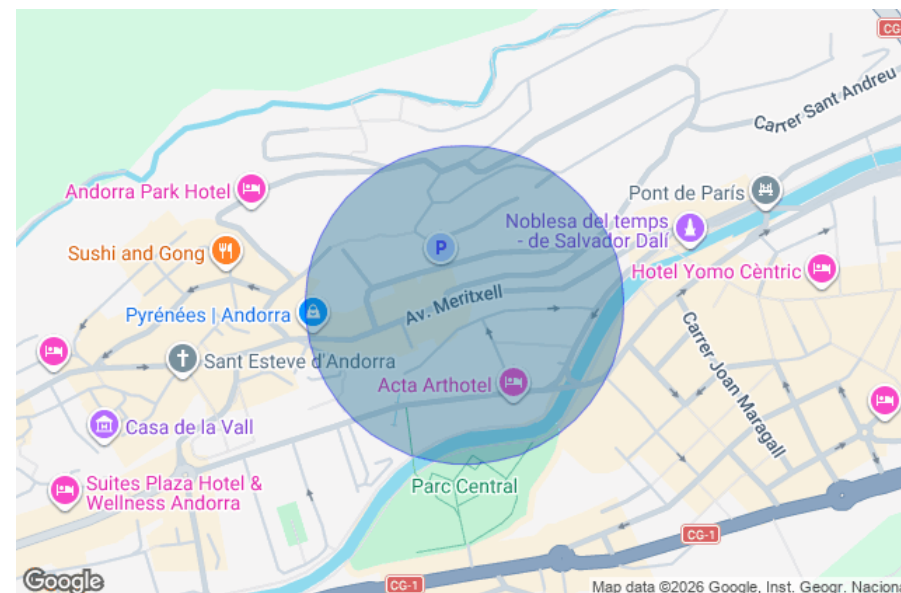 CG
Carrer Sant Andreu
Andorra Park Hotel
Pont de París
Noblesa del temps
- de Salvador Dalí
Sushi and Gong
P
Hotel Yomo Cèntric
Av. Meritxell
Pyrénées | Andorra
Sant Esteve d'Andorra
Carrer Joan Maragall
Acta Arthotel
Casa de la Vall
Suites Plaza Hotel &
Wellness Andorra
Parc Central
CG-1
CG-1
Google
Map data ©2026 Google, Inst. Geogr. Naciona